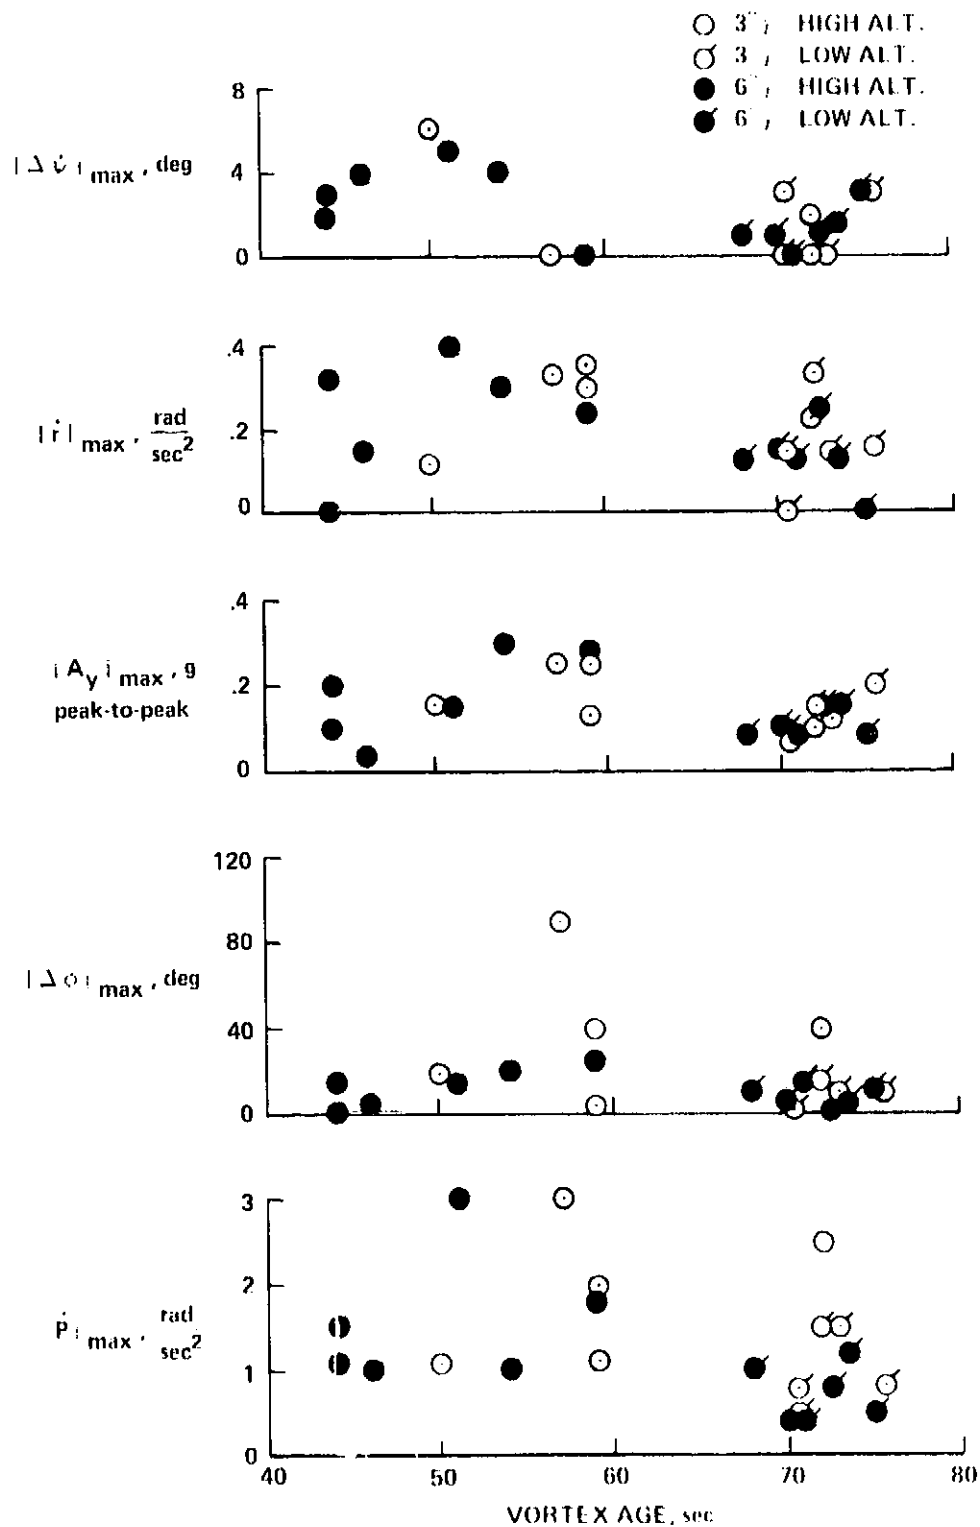 3°, HIGH ALT.
3, LOW ALT.
6°, HIGH ALT.
6, LOW ALT.
8
4
0
max, deg
.4
.2
0
|ṙ| max, rad/sec²
.4
.2
0
|A_y| max, g
peak-to-peak
120
80
40
0
|Δφ| max, deg
3
2
1
0
ṗ| max, rad/sec²
40 50 60 70 80
VORTEX AGE, sec